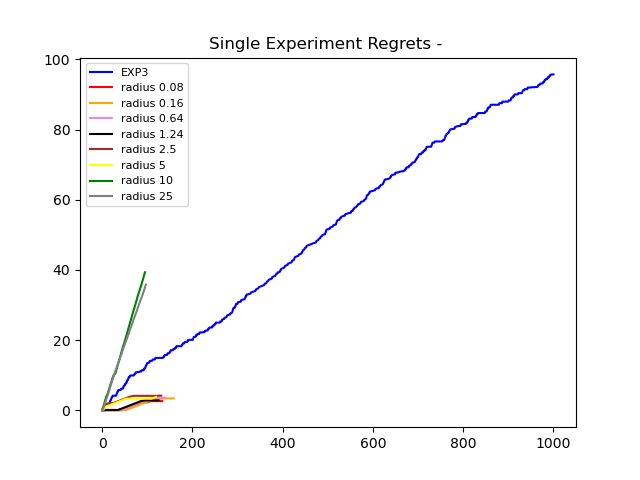 Single Experiment Regrets -
100
80
60
40
20
0
EXP3
radius 0.08
radius 0.16
radius 0.64
radius 1.24
radius 2.5
radius 5
radius 10
radius 25
0 200 400 600 800 1000